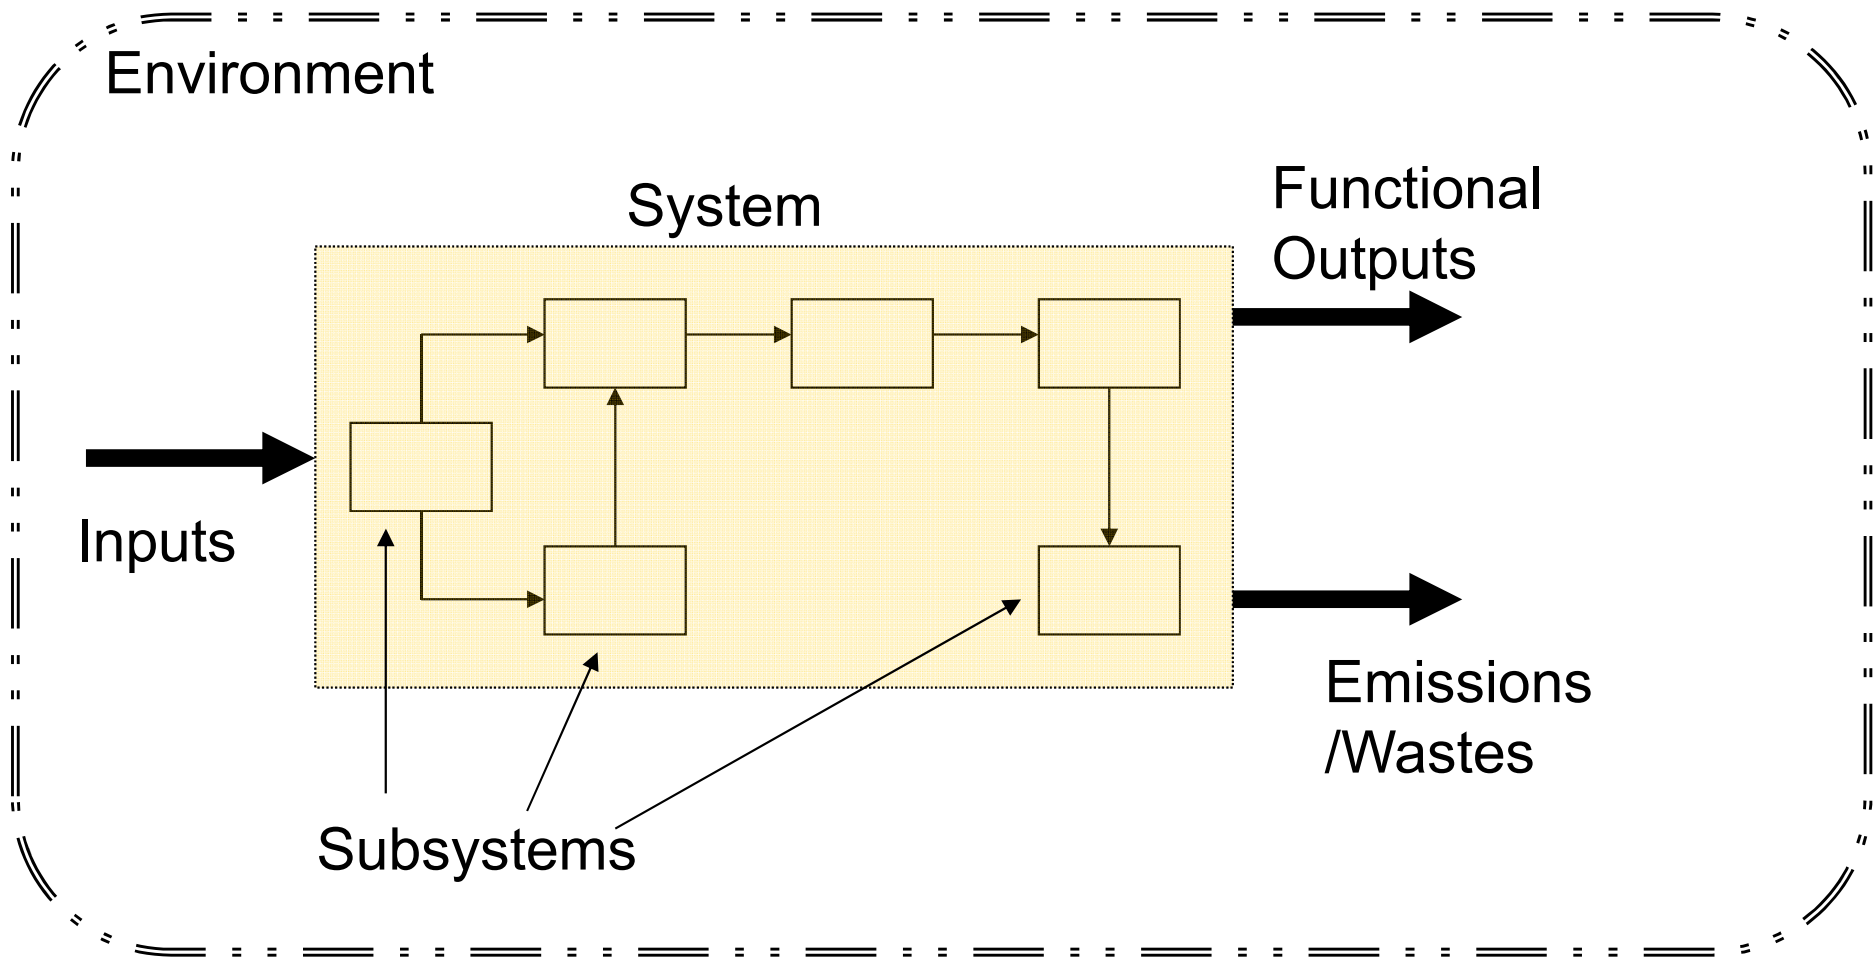 Environment
System
Functional
Outputs
Inputs
Emissions
/Wastes
Subsystems